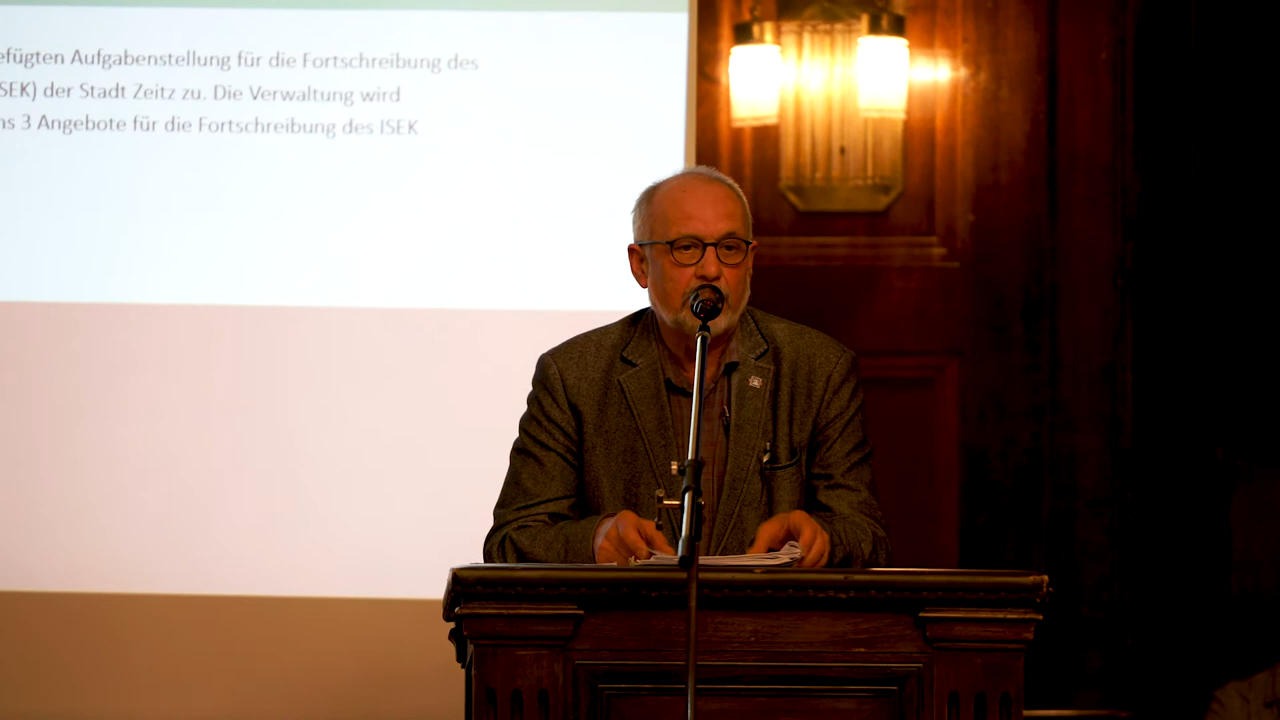 efügten Aufgabenstellung für die Fortschreibung des
SEK) der Stadt Zeitz zu. Die Verwaltung wird
ns 3 Angebote für die Fortschreibung des ISEK